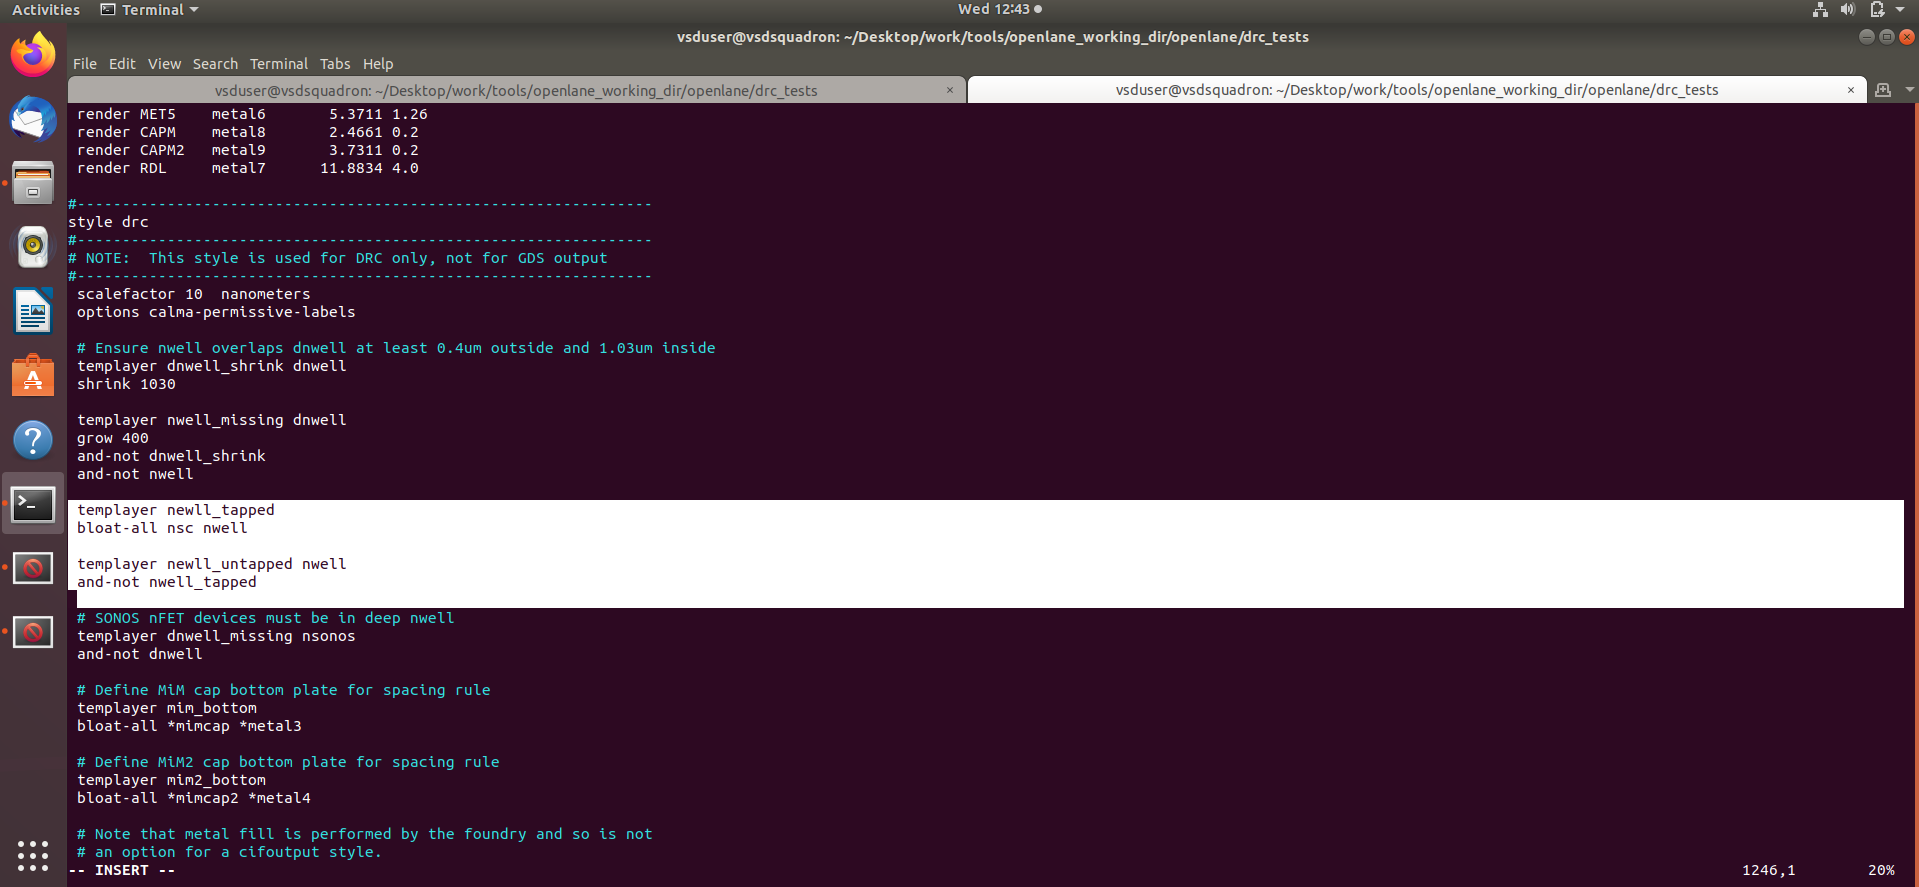 Activities Terminal Wed 12:43
vsduser@vsdsquadron: ~/Desktop/work/tools/openlane_working_dir/openlane/drc_tests
File Edit View Search Terminal Tabs Help
vsduser@vsdsquadron: ~/Desktop/work/tools/openlane_working_dir/openlane/drc_tests × vsduser@vsdsquadron: ~/Desktop/work/tools/openlane_working_dir/openlane/drc_tests ×
render MET5 metal6 5.3711 1.26
render CAPM metal8 2.4661 0.2
render CAPM2 metal9 3.7311 0.2
render RDL metal7 11.8834 4.0
#----------------------------------------------------------------
style drc
#----------------------------------------------------------------
# NOTE: This style is used for DRC only, not for GDS output
#----------------------------------------------------------------
scalefactor 10 nanometers
options calma-permissive-labels
# Ensure nwell overlaps dnwell at least 0.4um outside and 1.03um inside
templayer dnwell_shrink dnwell
shrink 1030
templayer nwell_missing dnwell
grow 400
and-not dnwell_shrink
and-not nwell
templayer newll_tapped
bloat-all nsc nwell
templayer newll_untapped nwell
and-not nwell_tapped
# SONOS nFET devices must be in deep nwell
templayer dnwell_missing nsonos
and-not dnwell
# Define MiM cap bottom plate for spacing rule
templayer mim_bottom
bloat-all *mimcap *metal3
# Define MiM2 cap bottom plate for spacing rule
templayer mim2_bottom
bloat-all *mimcap2 *metal4
# Note that metal fill is performed by the foundry and so is not
# an option for a cifoutput style.
-- INSERT -- 1246,1 20%